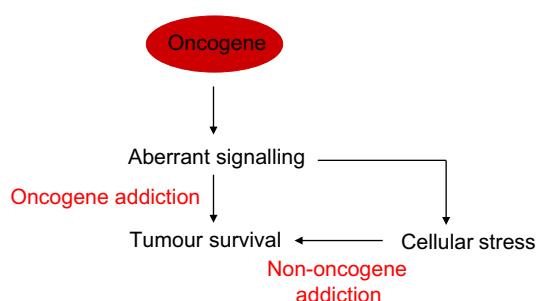 Oncogene
Aberrant signalling
Oncogene addiction
Tumour survival
Cellular stress
Non-oncogene
addiction